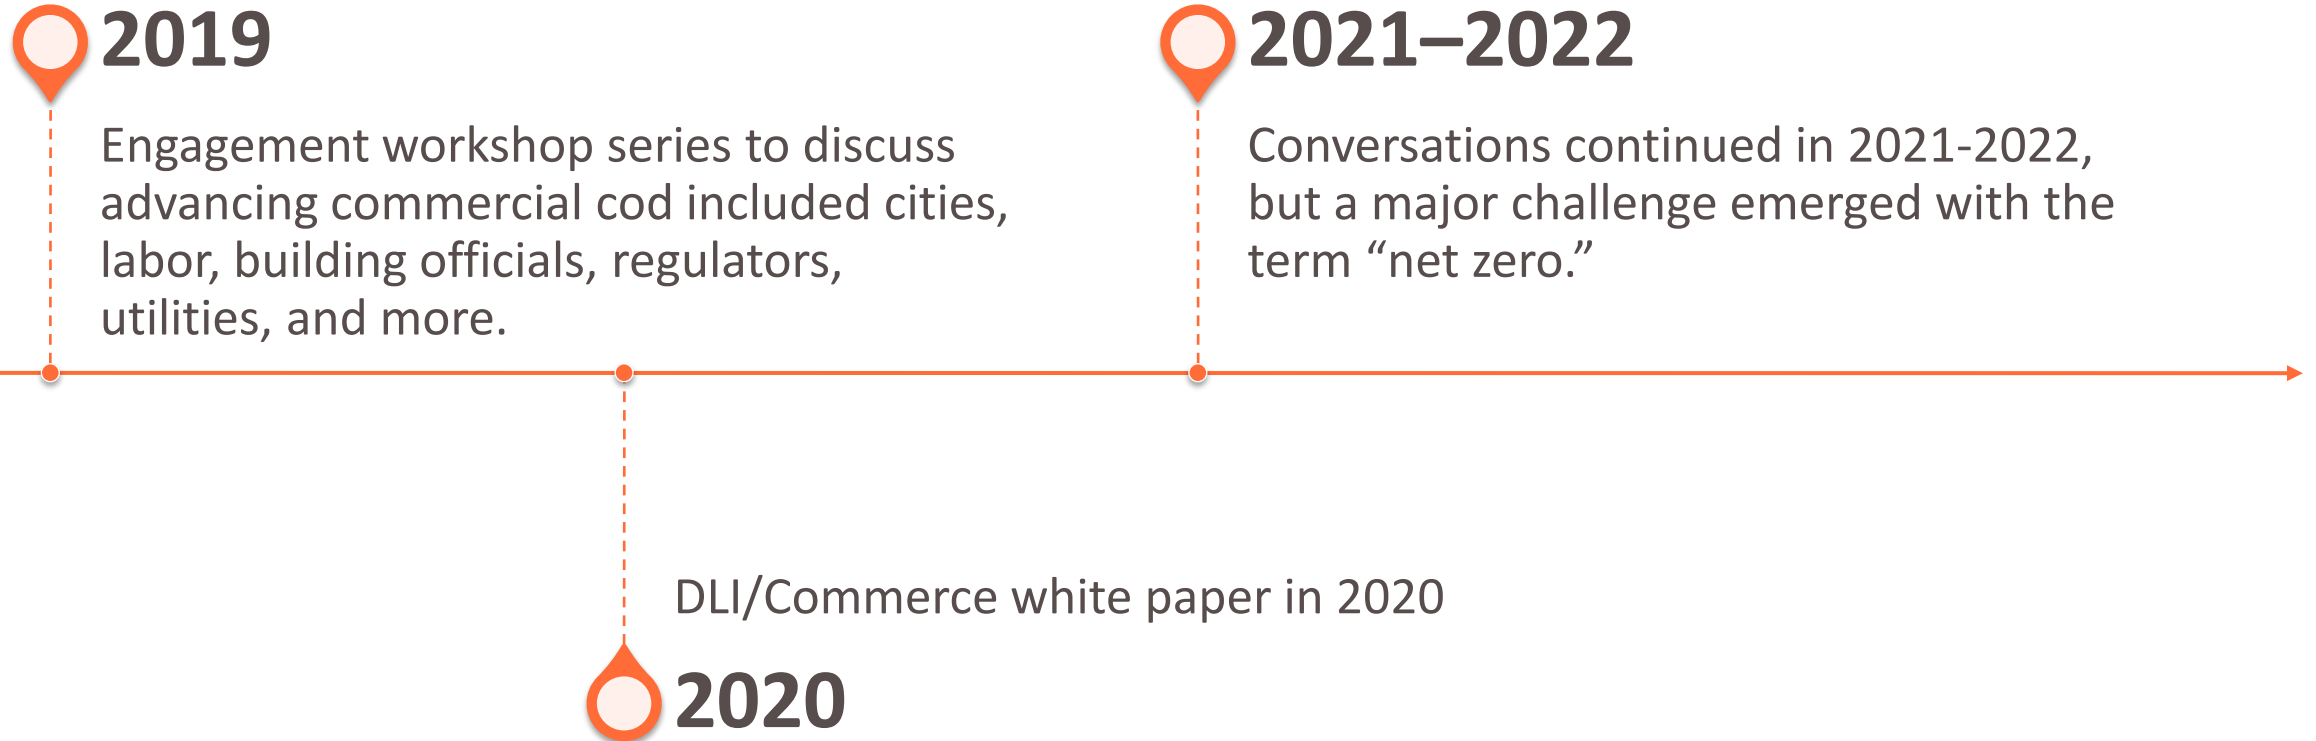 2019
Engagement workshop series to discuss
advancing commercial cod included cities,
labor, building officials, regulators,
utilities, and more.
2021–2022
Conversations continued in 2021-2022,
but a major challenge emerged with the
term “net zero.”
DLI/Commerce white paper in 2020
2020